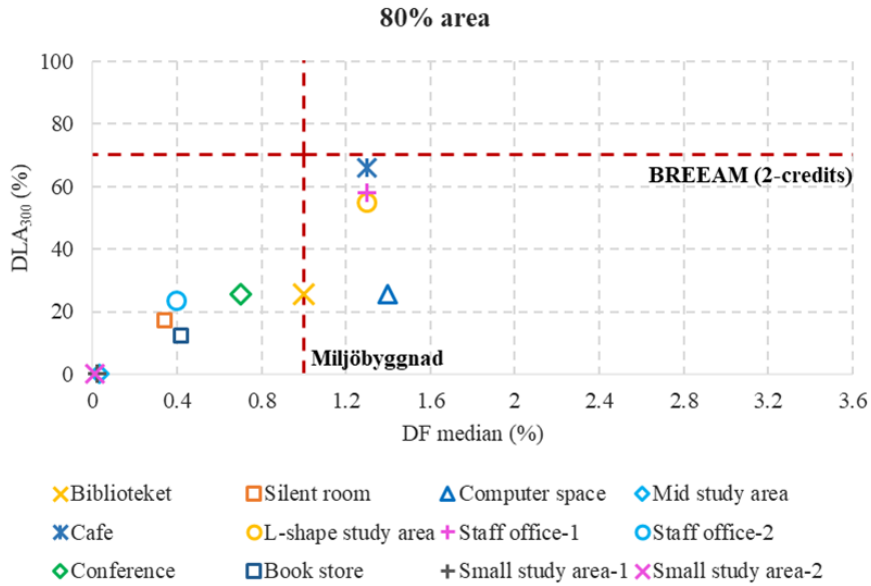 80% area
100
80
60
40
20
0
DLA300 (%)
BREEAM (2-credits)
Miljöbyggnad
0 0.4 0.8 1.2 1.6 2 2.4 2.8 3.2 3.6
DF median (%)
Biblioteket Silent room Computer space Mid study area
Cafe L-shape study area Staff office-1 Staff office-2
Conference Book store Small study area-1 Small study area-2